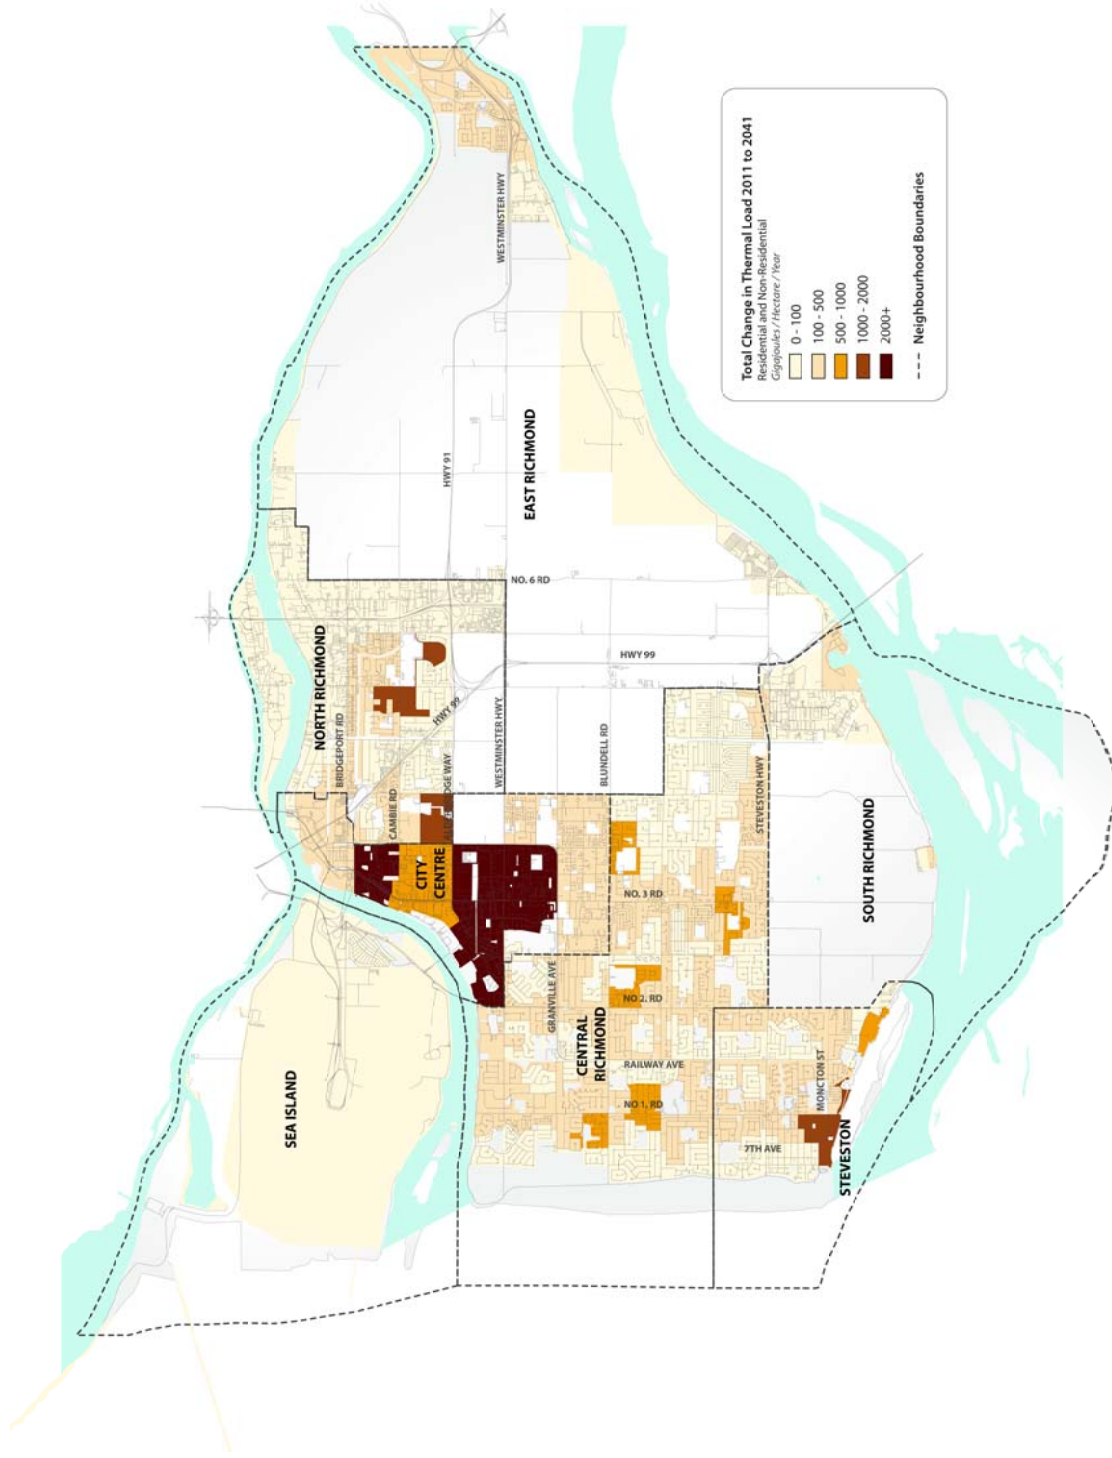 Total Change in Thermal Load 2011 to 2041
Residential and Non-Residential
Gigajoules / Hectare / Year
0 - 100
100 - 500
500 - 1000
1000 - 2000
2000+
Neighbourhood Boundaries
SEA ISLAND
NORTH RICHMOND
BRIDGEPORT RD
CAMBIE RD
HWY 99
HWY 91
WESTMINSTER HWY
WESTMINSTER HWY
EAST RICHMOND
NO. 6 RD
HWY 99
CITY
CENTRE
BLUNDELL RD
GRANVILLE AVE
NO. 3 RD
NO 2. RD
CENTRAL
RICHMOND
RAILWAY AVE
NO 1. RD
STEVESTON HWY
SOUTH RICHMOND
MONCTON ST
7TH AVE
STEVESTON